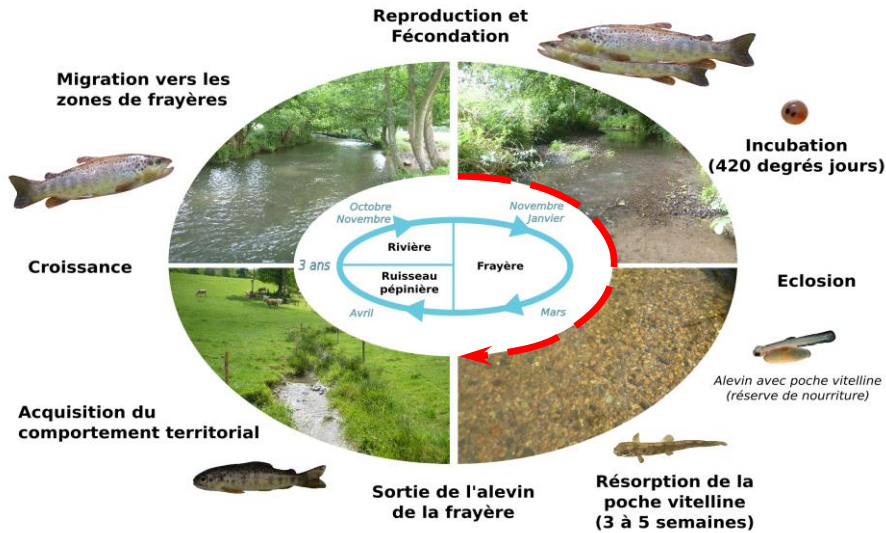 Reproduction et
Fécondation
Migration vers les
zones de frayères
Incubation
(420 degrés jours)
Octobre
Novembre
Novembre
Janvier
Rivière
3 ans
Frayère
Ruisseau
pépinière
Croissance
Eclosion
Avril
Mars
Alevin avec poche vitelline
(réserve de nourriture)
Acquisition du
comportement territorial
Sortie de l'alevin
de la frayère
Résorption de la
poche vitelline
(3 à 5 semaines)